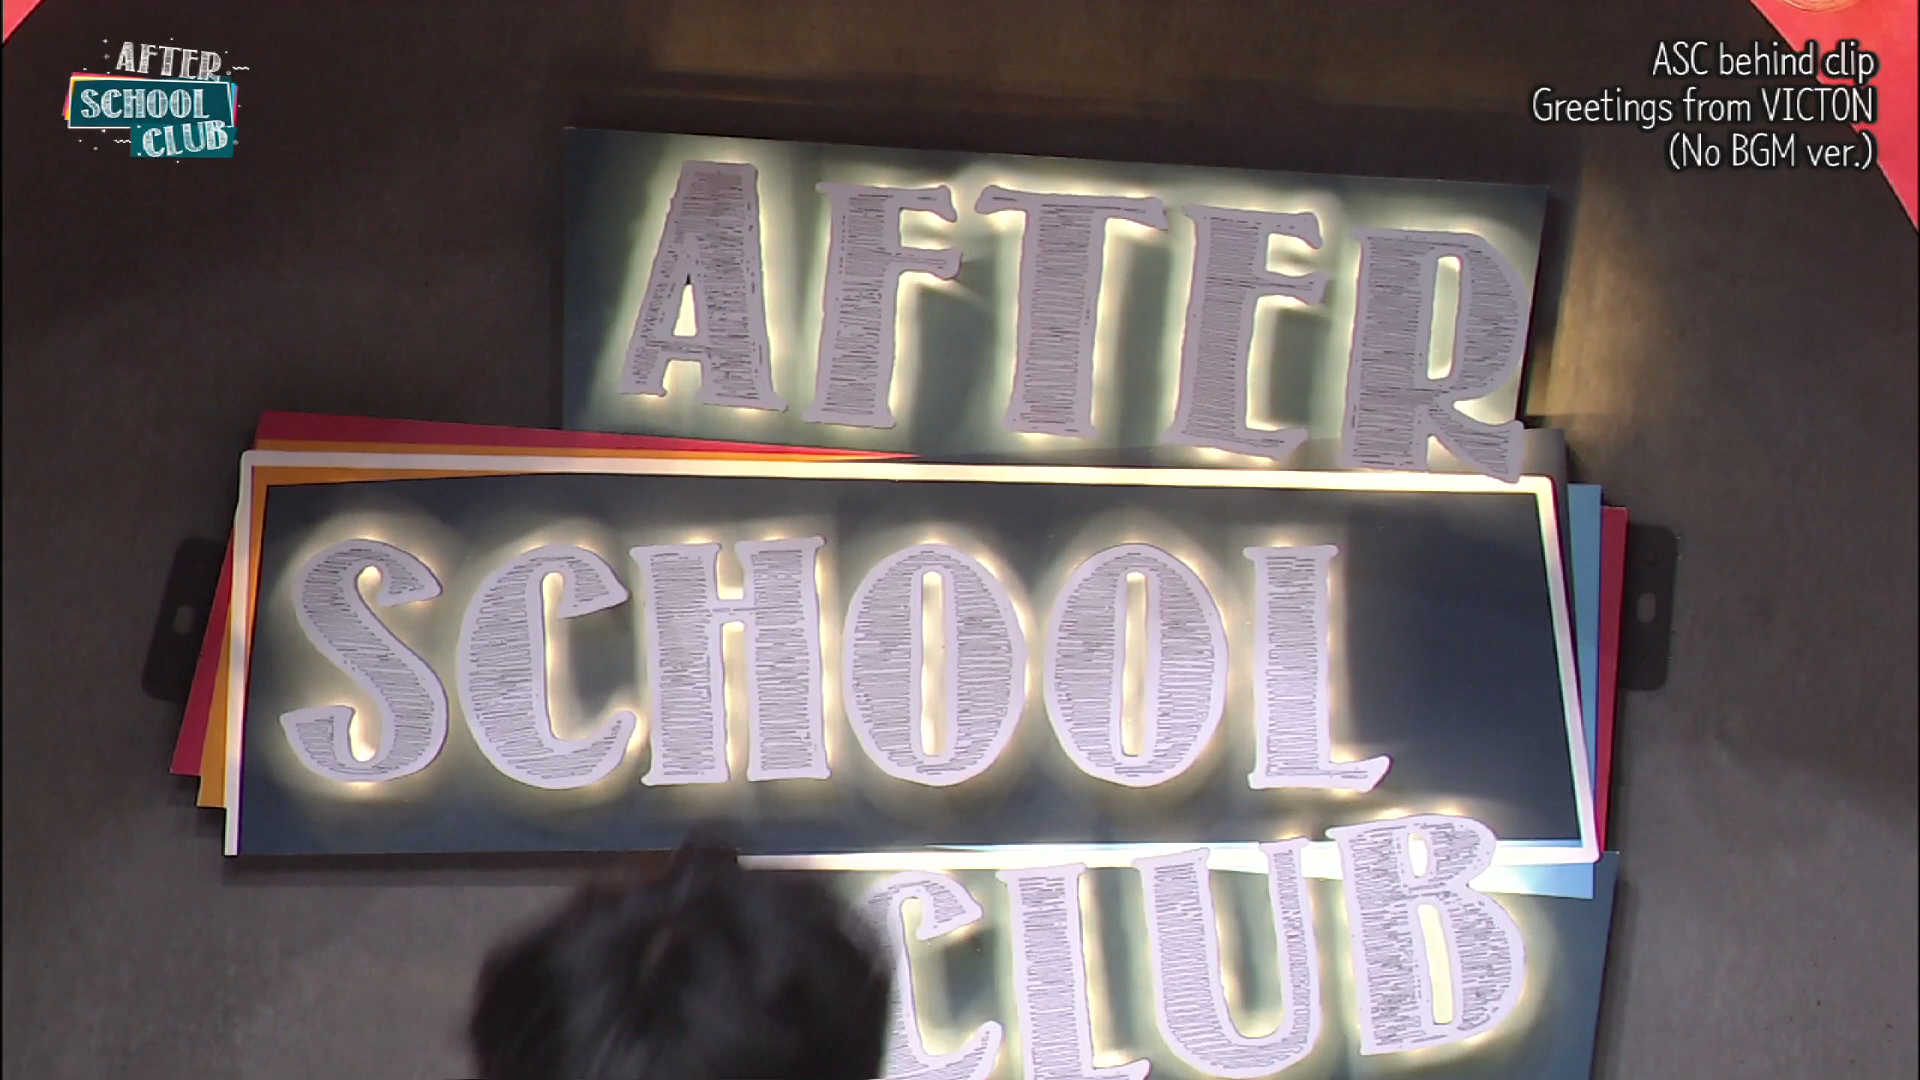 AFTER
SCHOOL
CLUB
ASC behind clip
Greetings from VICTON
(No BGM ver.)
AFTER
SCHOOL
CLUB